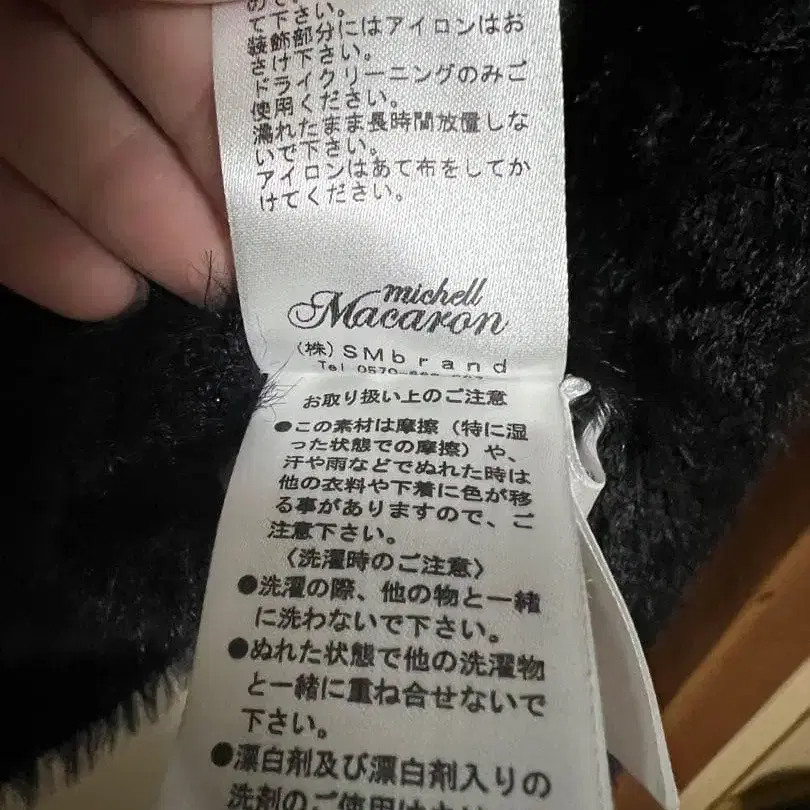 て下さい。
装飾部分にはアイロンはお
さけ下さい。
ドライクリーニングのみご
使用ください。
濡れたまま長時間放置しな
いで下さい。
アイロンはあて布をしてか
けてください。
michell
Macaron
(株)SMbrand
Tel 0570-
お取り扱い上のご注意
●この素材は摩擦（特に湿
った状態での摩擦）や、
汗や雨などでぬれた時は
他の衣料や下着に色が移
る事がありますので、ご
注意下さい。
〈洗濯時のご注意〉
●洗濯の際、他の物と一緒
に洗わないで下さい。
●ぬれた状態で他の洗濯物
と一緒に重ね合せないで
下さい。
●漂白剤及び漂白剤入りの
洗剤のご使用は